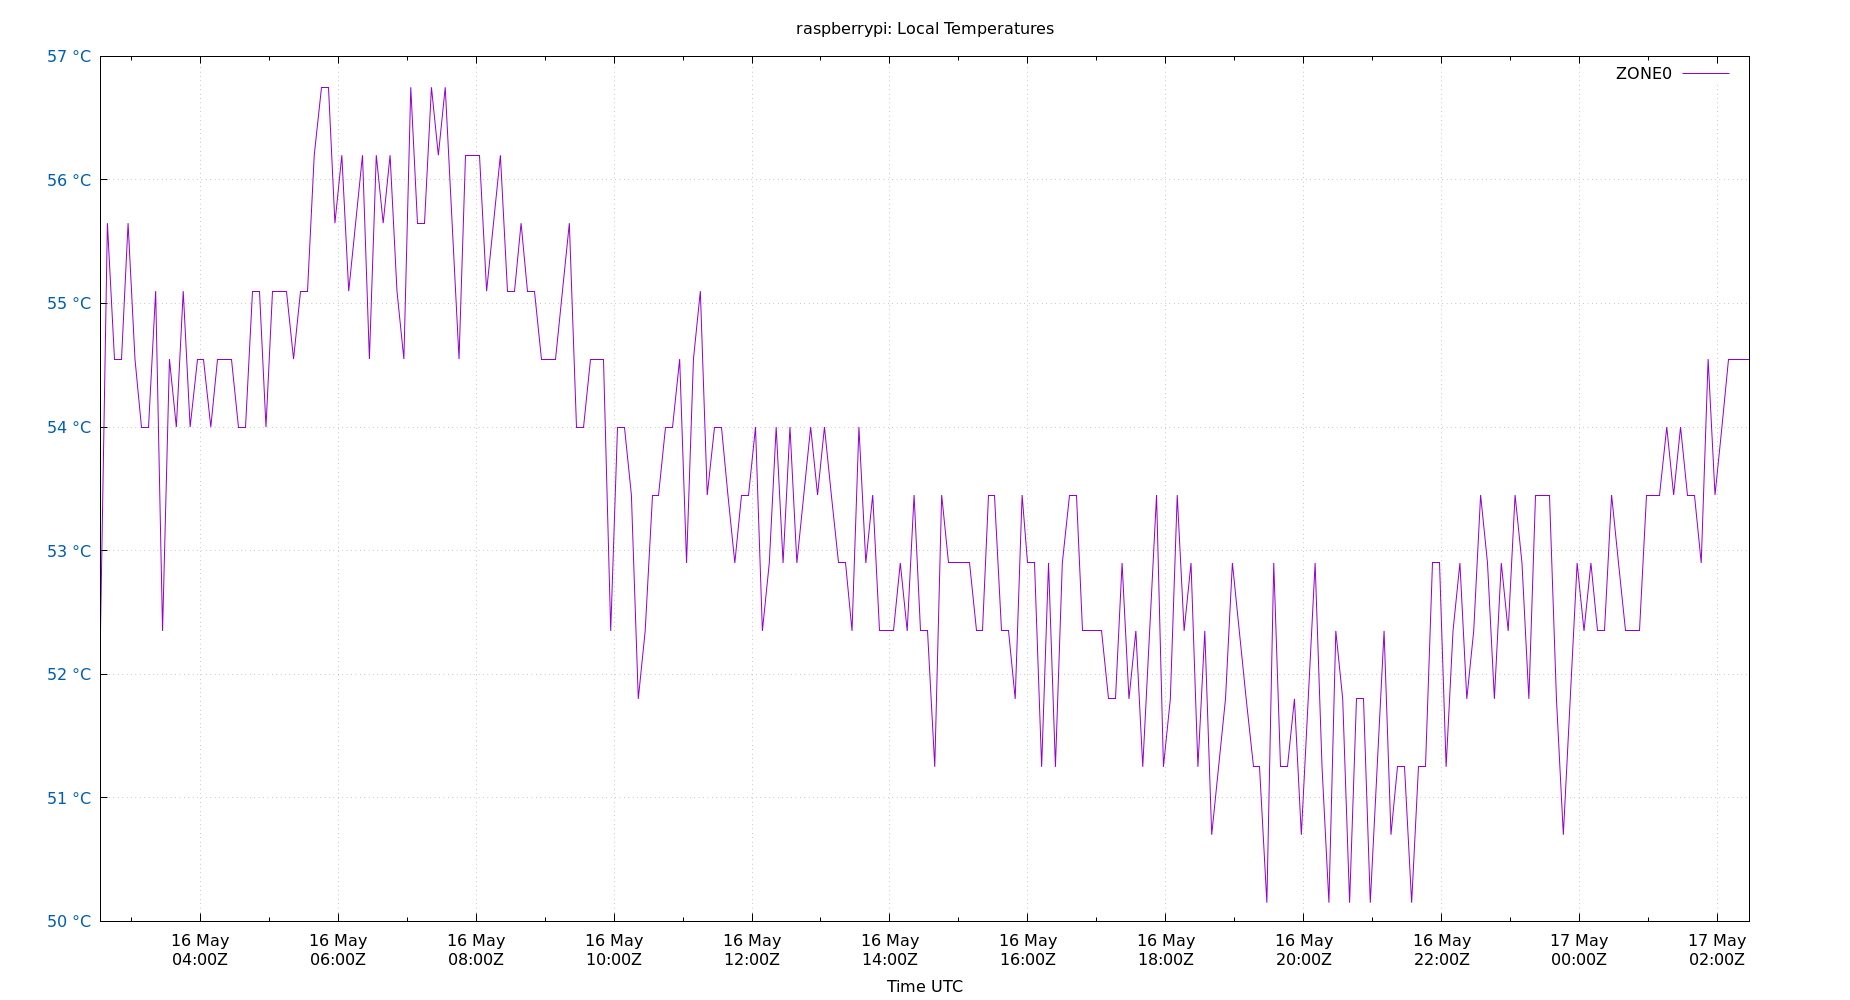 raspberrypi: Local Temperatures
ZONE0
57 °C
56 °C
55 °C
54 °C
53 °C
52 °C
51 °C
50 °C
16 May 16 May 16 May 16 May 16 May 16 May 16 May 16 May 16 May 16 May 17 May 17 May
04:00Z 06:00Z 08:00Z 10:00Z 12:00Z 14:00Z 16:00Z 18:00Z 20:00Z 22:00Z 00:00Z 02:00Z
Time UTC